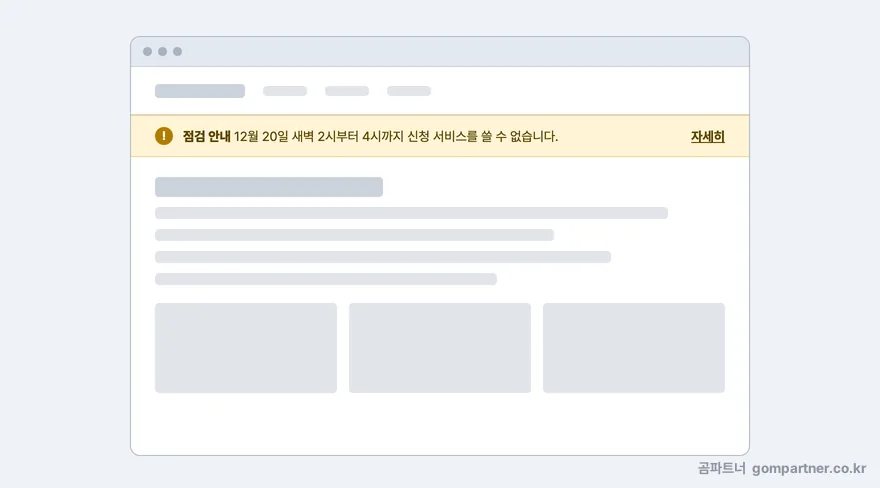 ! 점검 안내 12월 20일 새벽 2시부터 4시까지 신청 서비스를 쓸 수 없습니다. 자세히
곰파트너 gompartner.co.kr